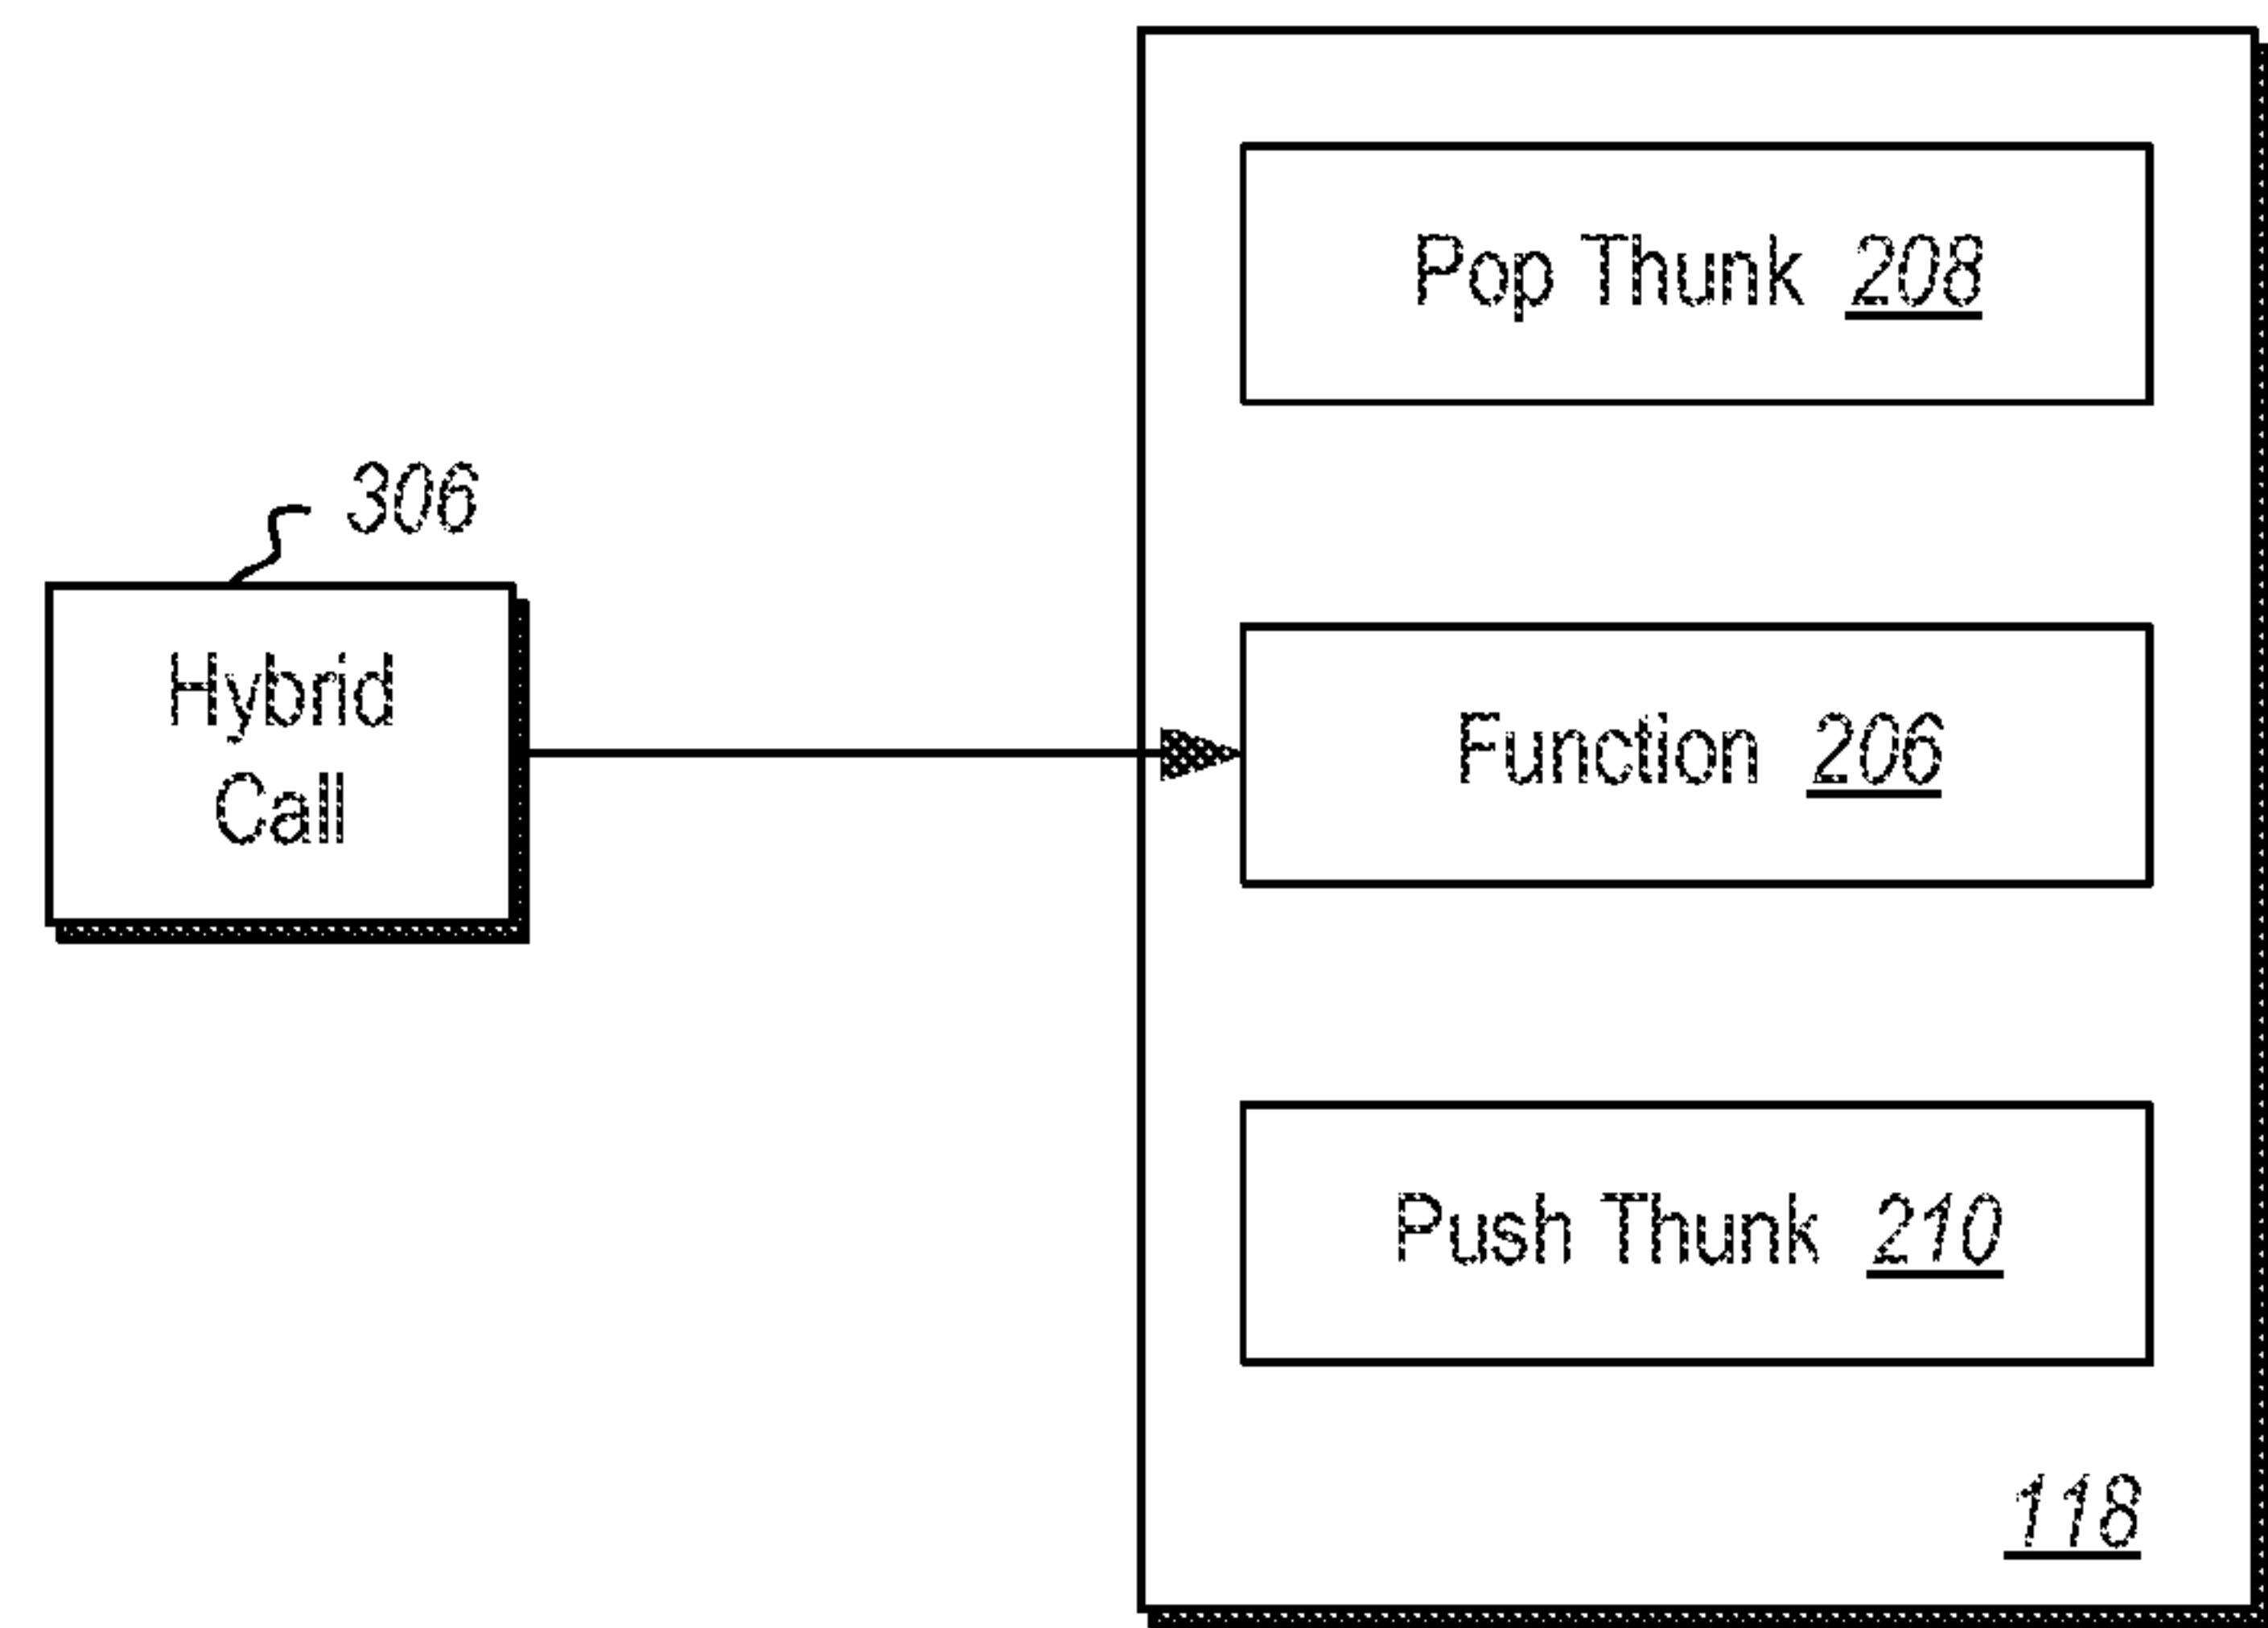 306
Hybrid
Call
Pop Thunk 208
Function 206
Push Thunk 210
118